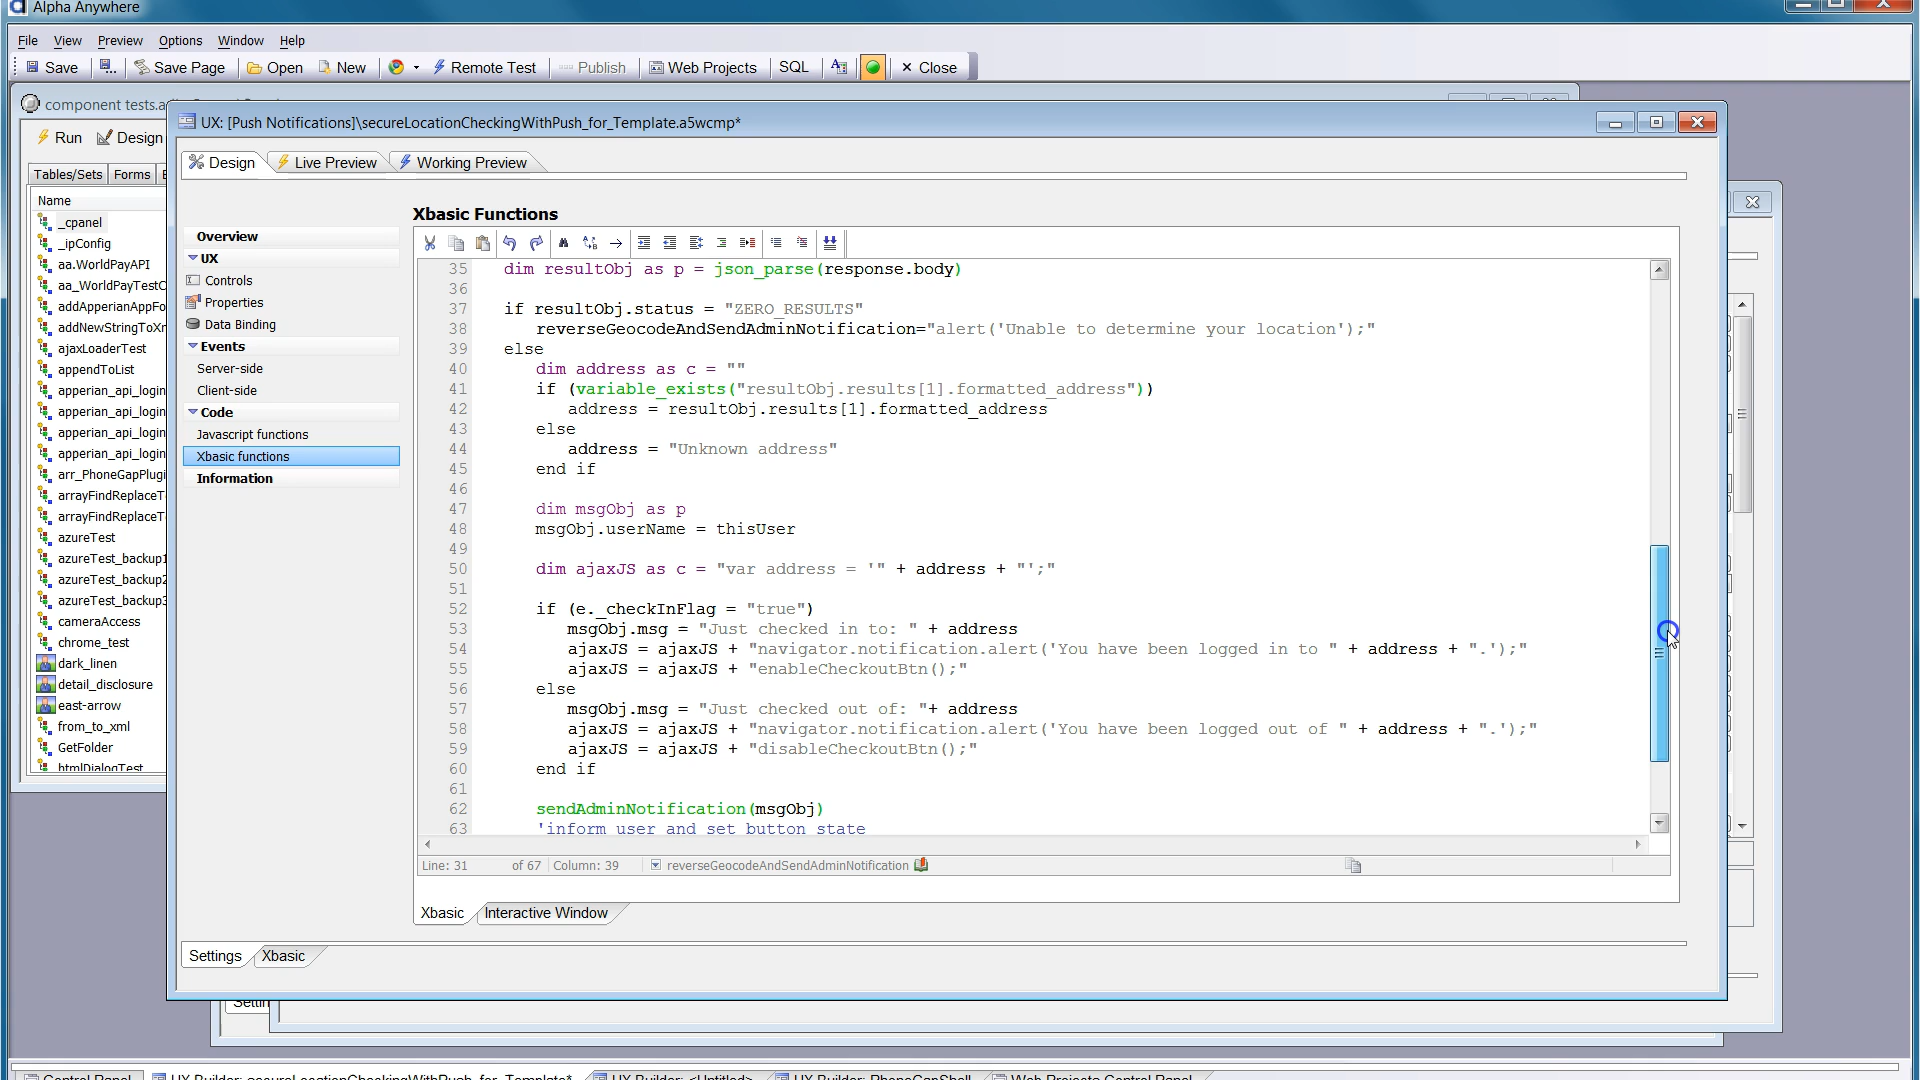 Alpha Anywhere
File View Preview Options Window Help
Save Save Page Open New Remote Test Publish Web Projects SQL Close
component tests.a
UX: [Push Notifications]\secureLocationCheckingWithPush_for_Template.a5wcmp*
Run Design
Design Live Preview Working Preview
Tables/Sets Forms
Name
_cpanel
_ipConfig
aa.WorldPayAPI
aa_WorldPayTestC
addApperianAppFo
addNewStringToXr
ajaxLoaderTest
appendToList
apperian_api_login
apperian_api_login
apperian_api_login
apperian_api_login
arr_PhoneGapPlugi
arrayFindReplaceT
arrayFindReplaceT
azureTest
azureTest_backup1
azureTest_backup2
azureTest_backup3
cameraAccess
chrome_test
dark_linen
detail_disclosure
east-arrow
from_to_xml
GetFolder
htmlDialogTest
Overview
UX
Controls
Properties
Data Binding
Events
Server-side
Client-side
Code
Javascript functions
Xbasic functions
Information
Xbasic Functions
35 dim resultObj as p = json_parse(response.body)
36
37 if resultObj.status = "ZERO_RESULTS"
38 reverseGeocodeAndSendAdminNotification="alert('Unable to determine your location');"
39 else
40 dim address as c = ""
41 if (variable_exists("resultObj.results[1].formatted_address"))
42 address = resultObj.results[1].formatted_address
43 else
44 address = "Unknown address"
45 end if
46
47 dim msgObj as p
48 msgObj.userName = thisUser
49
50 dim ajaxJS as c = "var address = '" + address + "';"
51
52 if (e._checkInFlag = "true")
53 msgObj.msg = "Just checked in to: " + address
54 ajaxJS = ajaxJS + "navigator.notification.alert('You have been logged in to " + address + ".');"
55 ajaxJS = ajaxJS + "enableCheckoutBtn();"
56 else
57 msgObj.msg = "Just checked out of: "+ address
58 ajaxJS = ajaxJS + "navigator.notification.alert('You have been logged out of " + address + ".');"
59 ajaxJS = ajaxJS + "disableCheckoutBtn();"
60 end if
61
62 sendAdminNotification(msgObj)
63 'inform user and set button state
Line: 31 of 67 Column: 39 reverseGeocodeAndSendAdminNotification
Xbasic Interactive Window
Settings Xbasic
Settin
Control Panel UX Builder: secureLocationCheckingWithPush_for_Template* UX Builder: <Untitled> UX Builder: PhoneGapShell Web Projects Control Panel